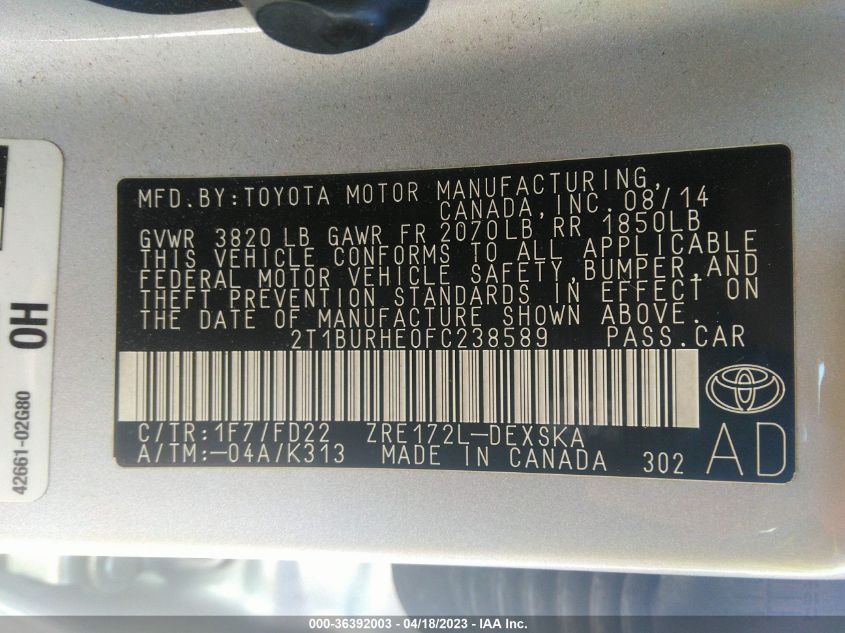 MFD.BY:TOYOTA MOTOR MANUFACTURING,
CANADA,INC. 08/14
GVWR 3820 LB GAWR FR 2070LB RR 1850LB
THIS VEHICLE CONFORMS TO ALL APPLICABLE
FEDERAL MOTOR VEHICLE SAFETY,BUMPER,AND
THEFT PREVENTION STANDARDS IN EFFECT ON
THE DATE OF MANUFACTURE SHOWN ABOVE.
2T1BURHE0FC238589 PASS.CAR
C/TR:1F7/FD22 ZRE172L-DEXSKA
A/TM:-04A/K313 MADE IN CANADA 302
AD
OH
42661-02G80
000-36392003 - 04/18/2023 - IAA Inc.